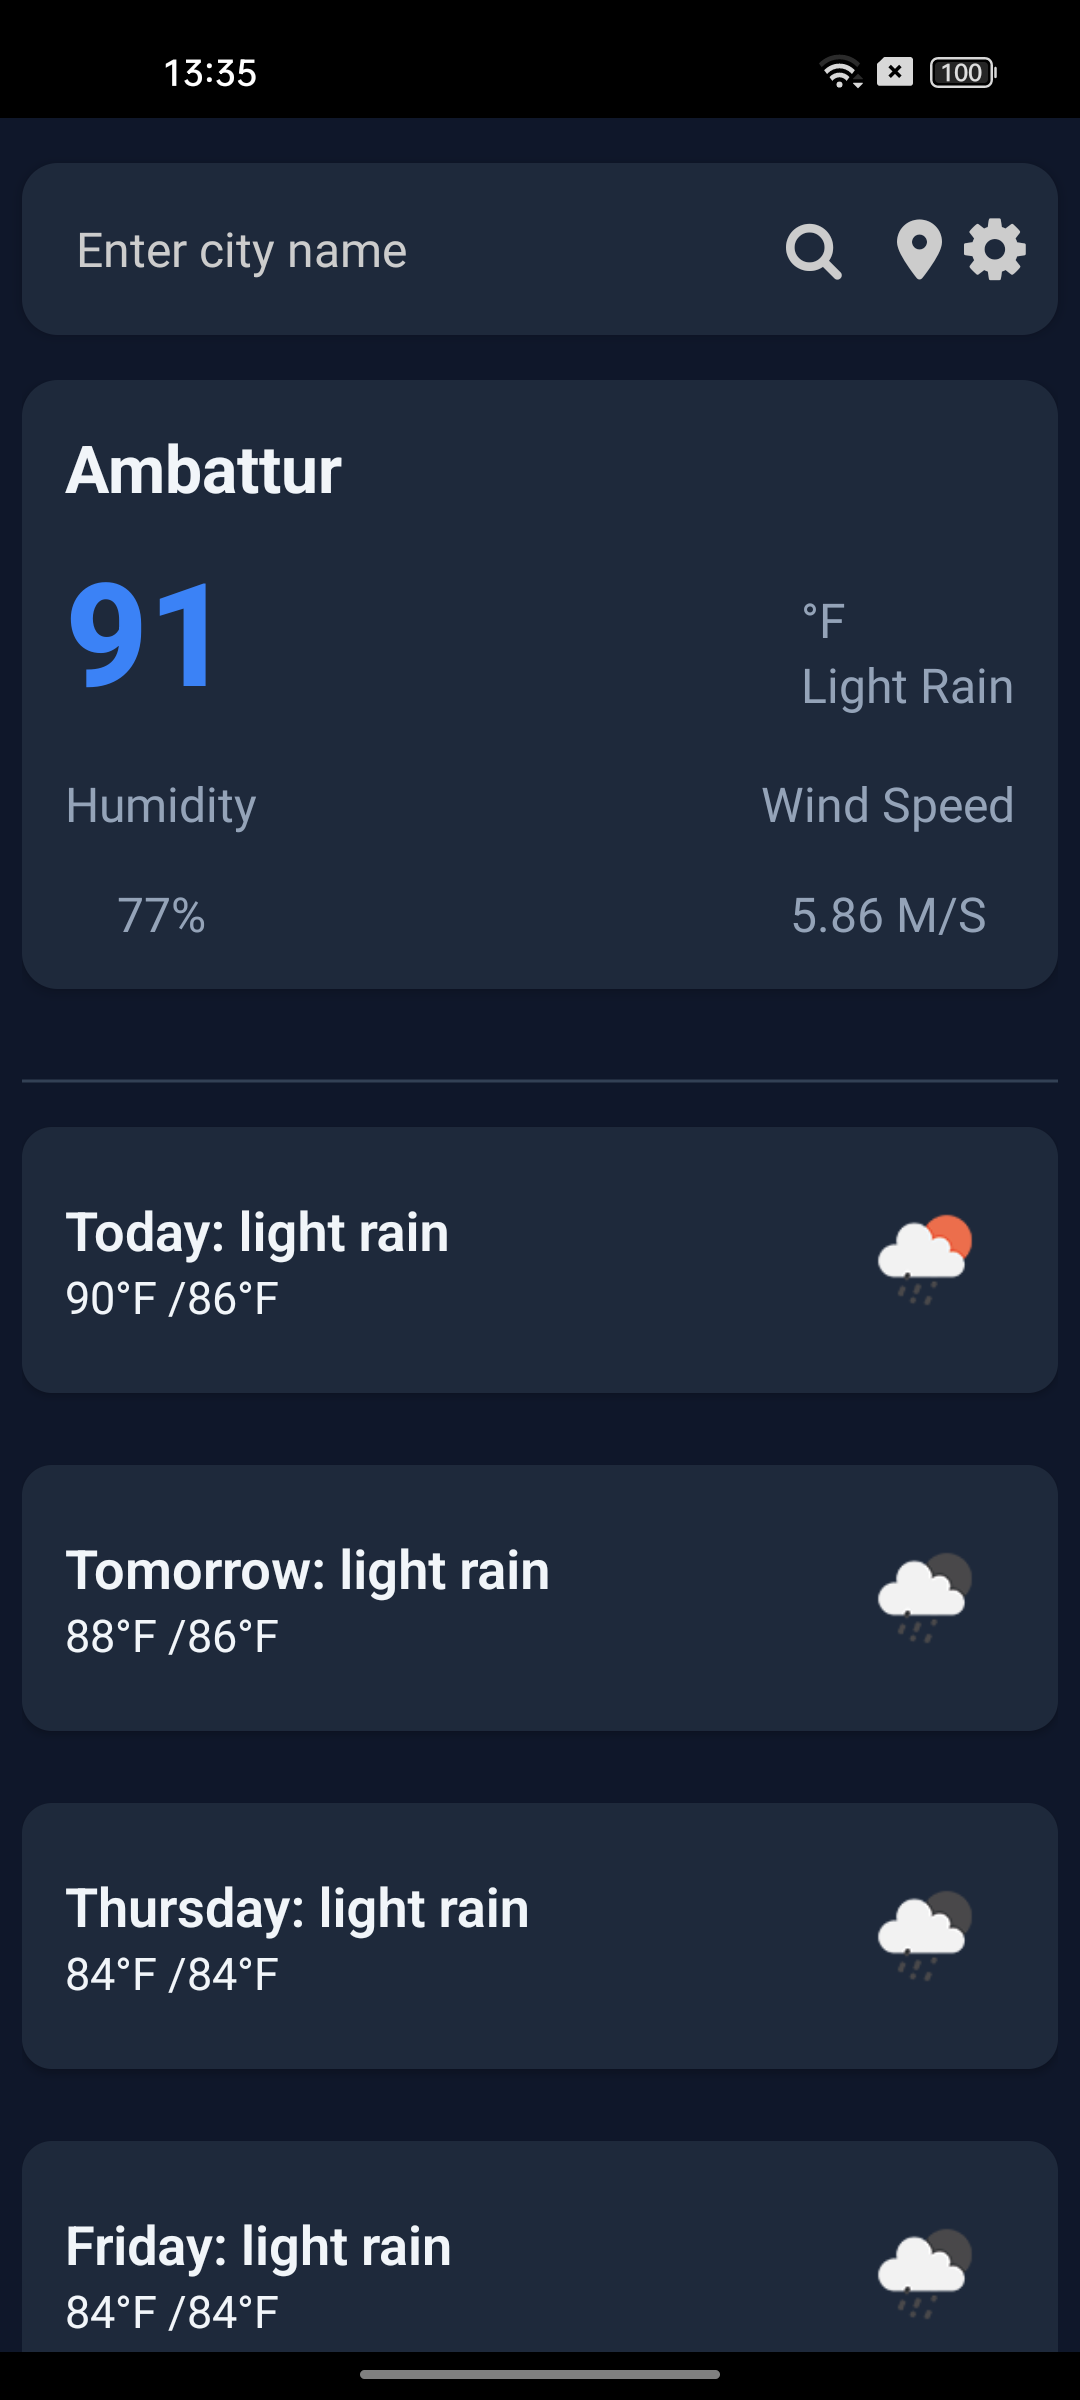 13:35
100
Enter city name
Ambattur
91
°F
Light Rain
Humidity
Wind Speed
77%
5.86 M/S
Today: light rain
90°F /86°F
Tomorrow: light rain
88°F /86°F
Thursday: light rain
84°F /84°F
Friday: light rain
84°F /84°F